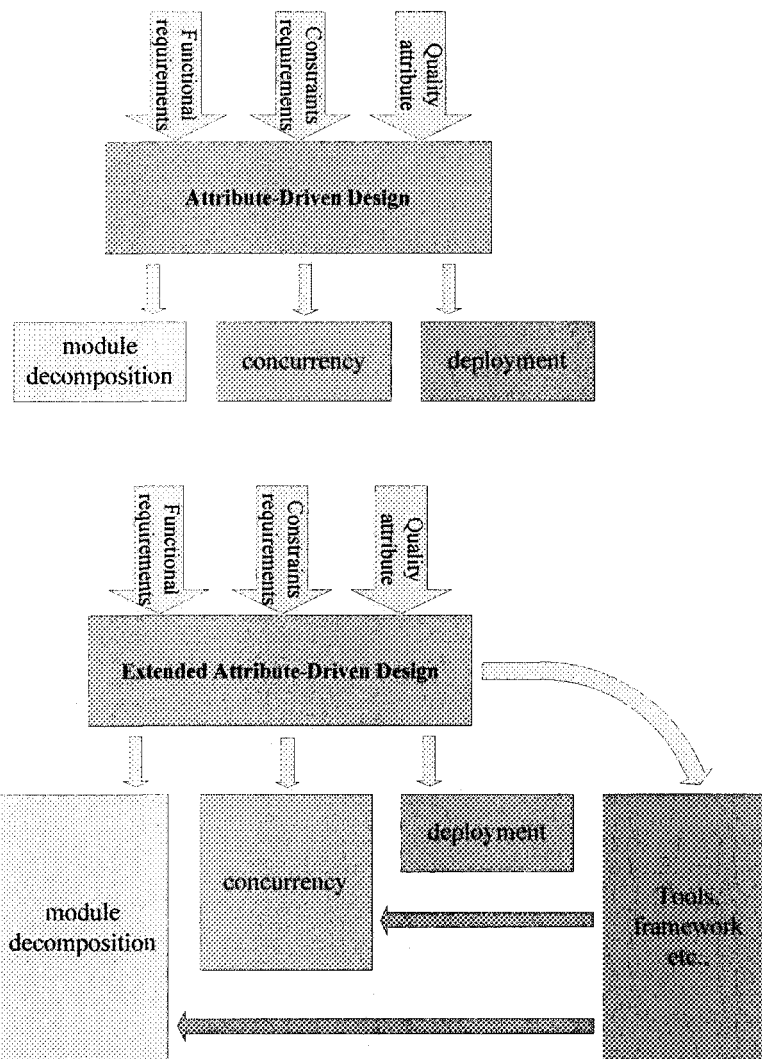 Functional
requirements
Constraints
requirements
Quality
attribute
Attribute-Driven Design
module
decomposition
concurrency
deployment
Functional
requirements
Constraints
requirements
Quality
attribute
Extended Attribute-Driven Design
module
decomposition
concurrency
deployment
Tools,
framework
etc..